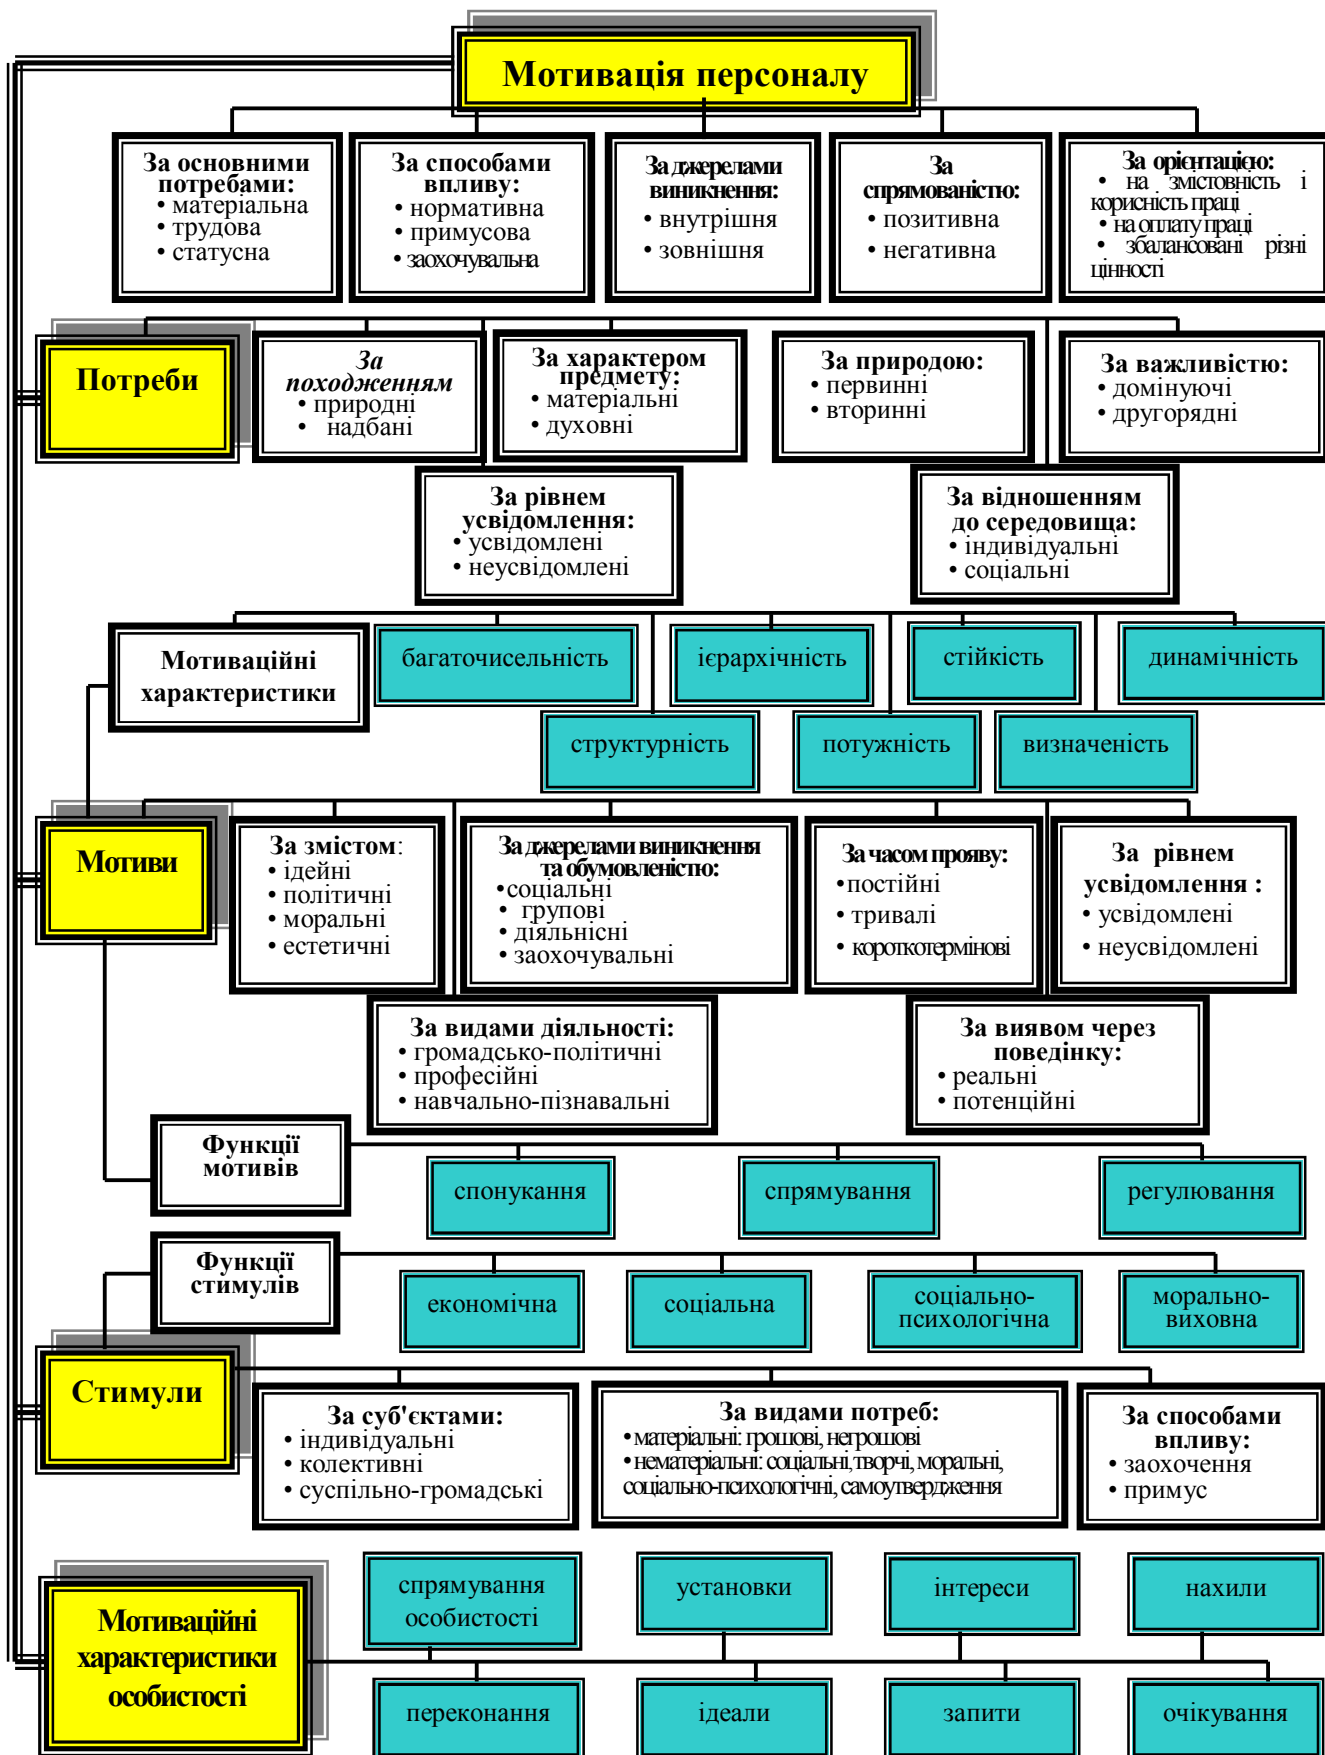 Мотивація персоналу
За основними
потребами:
• матеріальна
• трудова
• статусна
За способами
впливу:
• нормативна
• примусова
• заохочувальна
За джерелами
виникнення:
• внутрішня
• зовнішня
За
спрямованістю:
• позитивна
• негативна
За орієнтацією:
• на змістовність і
корисність праці
• на оплату праці
• збалансовані різні
цінності
Потреби
За
походженням
• природні
• надбані
За характером
предмету:
• матеріальні
• духовні
За природою:
• первинні
• вторинні
За важливістю:
• домінуючі
• другорядні
За рівнем
усвідомлення:
• усвідомлені
• неусвідомлені
За відношенням
до середовища:
• індивідуальні
• соціальні
Мотиваційні
характеристики
багаточисельність
ієрархічність
стійкість
динамічність
структурність
потужність
визначеність
Мотиви
За змістом:
• ідейні
• політичні
• моральні
• естетичні
За джерелами виникнення
та обумовленістю:
• соціальні
• групові
• діяльнісні
• заохочувальні
За часом прояву:
• постійні
• тривалі
• короткотермінові
За рівнем
усвідомлення :
• усвідомлені
• неусвідомлені
За видами діяльності:
• громадсько-політичні
• професійні
• навчально-пізнавальні
За виявом через
поведінку:
• реальні
• потенційні
Функції
мотивів
спонукання
спрямування
регулювання
Функції
стимулів
економічна
соціальна
соціально-
психологічна
морально-
виховна
Стимули
За суб'єктами:
• індивідуальні
• колективні
• суспільно-громадські
За видами потреб:
• матеріальні: грошові, негрошові
• нематеріальні: соціальні, творчі, моральні,
соціально-психологічні, самоутвердження
За способами
впливу:
• заохочення
• примус
Мотиваційні
характеристики
особистості
спрямування
особистості
установки
інтереси
нахили
переконання
ідеали
запити
очікування